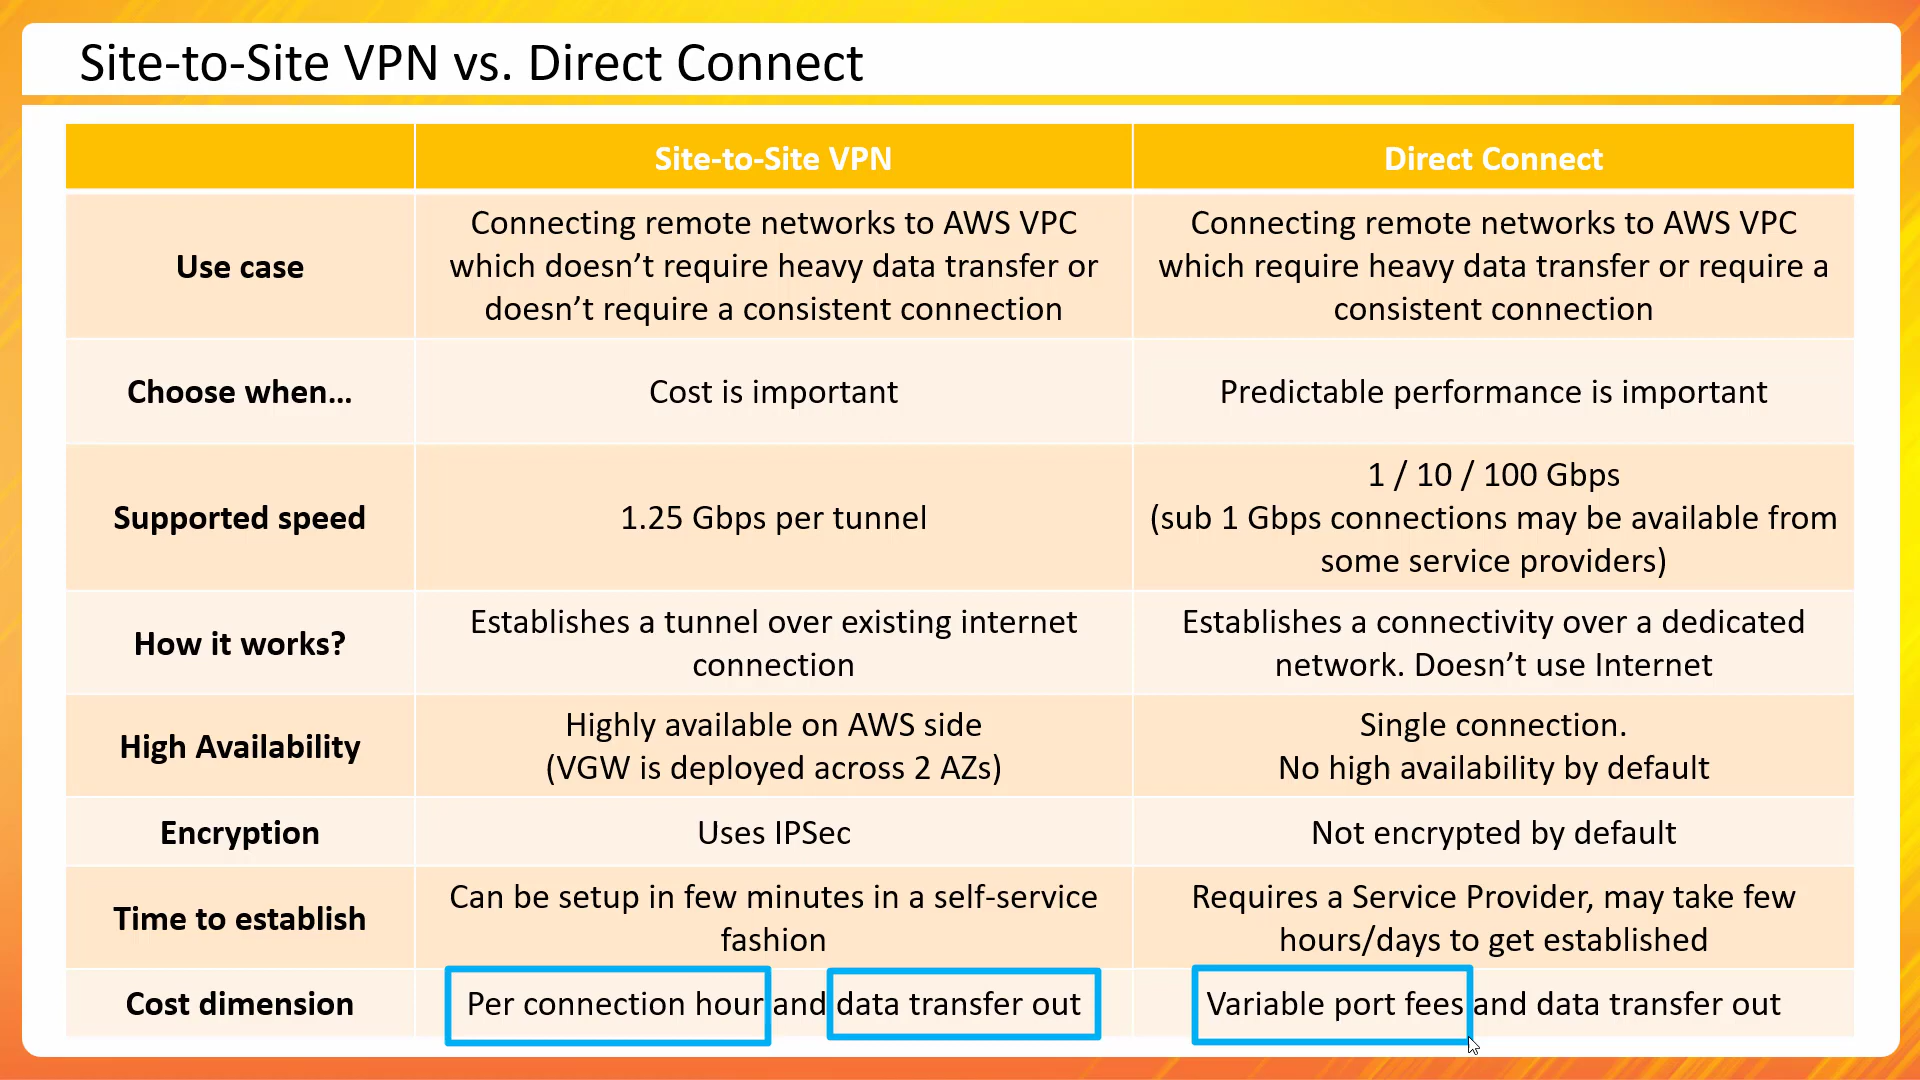 Site-to-Site VPN vs. Direct Connect
Site-to-Site VPN
Direct Connect
Use case
Connecting remote networks to AWS VPC
which doesn’t require heavy data transfer or
doesn’t require a consistent connection
Connecting remote networks to AWS VPC
which require heavy data transfer or require a
consistent connection
Choose when...
Cost is important
Predictable performance is important
Supported speed
1.25 Gbps per tunnel
1 / 10 / 100 Gbps
(sub 1 Gbps connections may be available from
some service providers)
How it works?
Establishes a tunnel over existing internet
connection
Establishes a connectivity over a dedicated
network. Doesn’t use Internet
High Availability
Highly available on AWS side
(VGW is deployed across 2 AZs)
Single connection.
No high availability by default
Encryption
Uses IPSec
Not encrypted by default
Time to establish
Can be setup in few minutes in a self-service
fashion
Requires a Service Provider, may take few
hours/days to get established
Cost dimension
Per connection hour and data transfer out
Variable port fees and data transfer out